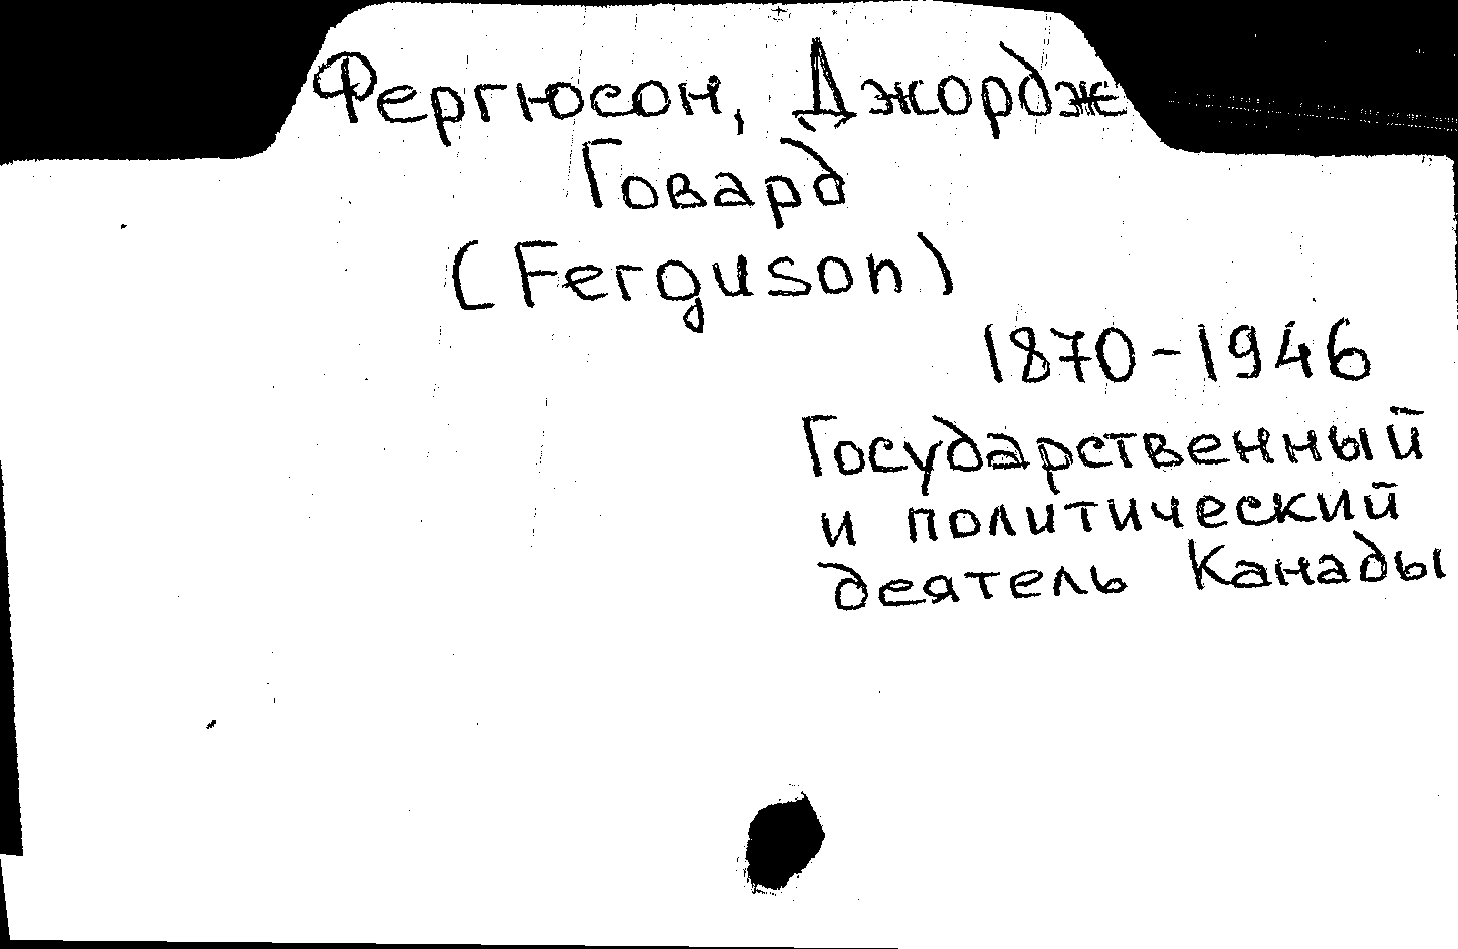 Фергюсон, Джордж
Говард
(Ferguson)
1870-1946
Государственный
и политический
деятель Канады